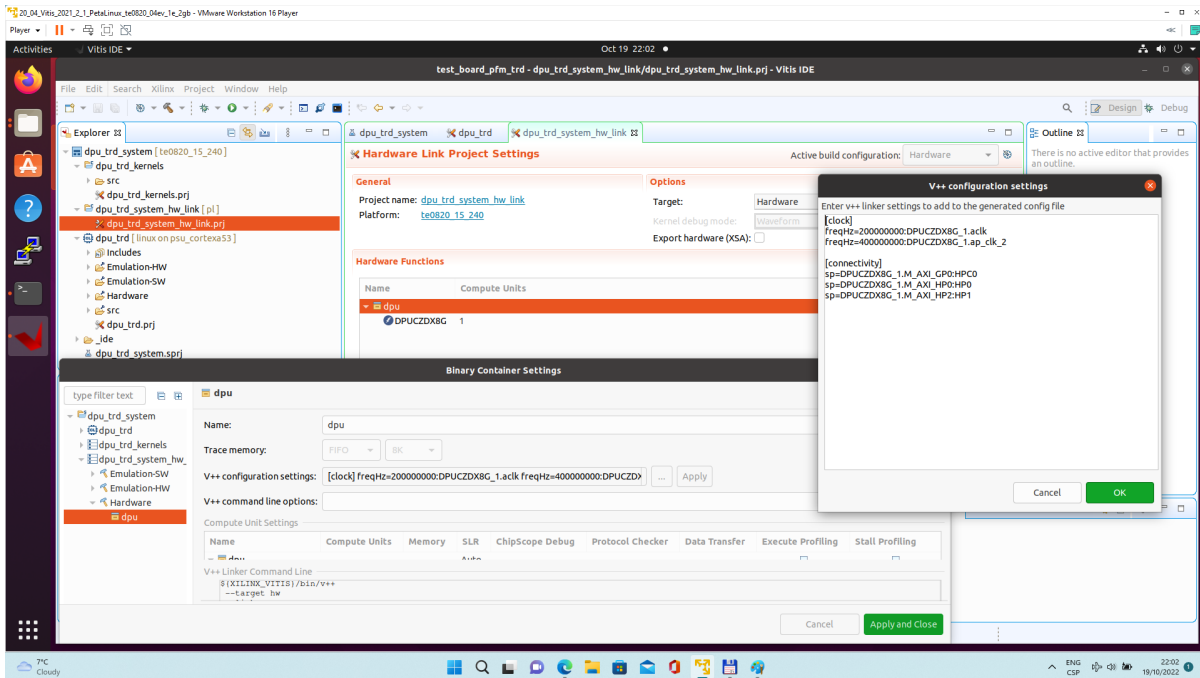 20_04_Vitis_2021_2_1_PetaLinux_te0820_04ev_1e_2gb - VMware Workstation 16 Player
Player
Activities
Vitis IDE
Oct 19 22:02
test_board_pfm_trd - dpu_trd_system_hw_link/dpu_trd_system_hw_link.prj - Vitis IDE
File Edit Search Xilinx Project Window Help
Design
Debug
Explorer
dpu_trd_system
dpu_trd
dpu_trd_system_hw_link
Outline
dpu_trd_system [ te0820_15_240 ]
dpu_trd_kernels
src
dpu_trd_kernels.prj
dpu_trd_system_hw_link [ pl ]
dpu_trd_system_hw_link.prj
dpu_trd [ linux on psu_cortexa53 ]
Includes
Emulation-HW
Emulation-SW
Hardware
src
dpu_trd.prj
_ide
dpu_trd_system.sprj
Hardware Link Project Settings
Active build configuration: Hardware
General
Project name: dpu_trd_system_hw_link
Platform: te0820_15_240
Options
Target: Hardware
Kernel debug mode: Waveform
Export hardware (XSA):
Hardware Functions
Name Compute Units
dpu
DPUCZDX8G 1
There is no active editor that provides
an outline.
V++ configuration settings
Enter v++ linker settings to add to the generated config file
[clock]
freqHz=200000000:DPUCZDX8G_1.aclk
freqHz=400000000:DPUCZDX8G_1.ap_clk_2
[connectivity]
sp=DPUCZDX8G_1.M_AXI_GP0:HPC0
sp=DPUCZDX8G_1.M_AXI_HP0:HP0
sp=DPUCZDX8G_1.M_AXI_HP2:HP1
Cancel
OK
Binary Container Settings
type filter text
dpu_trd_system
dpu_trd
dpu_trd_kernels
dpu_trd_system_hw_
Emulation-SW
Emulation-HW
Hardware
dpu
dpu
Name: dpu
Trace memory: FIFO 8K
V++ configuration settings: [clock] freqHz=200000000:DPUCZDX8G_1.aclk freqHz=400000000:DPUCZDX ... Apply
V++ command line options:
Compute Unit Settings
Name Compute Units Memory SLR ChipScope Debug Protocol Checker Data Transfer Execute Profiling Stall Profiling
dpu Auto
V++ Linker Command Line
${XILINX_VITIS}/bin/v++
--target hw
Cancel
Apply and Close
7°C
Cloudy
ENG
CSP
22:02
19/10/2022
1